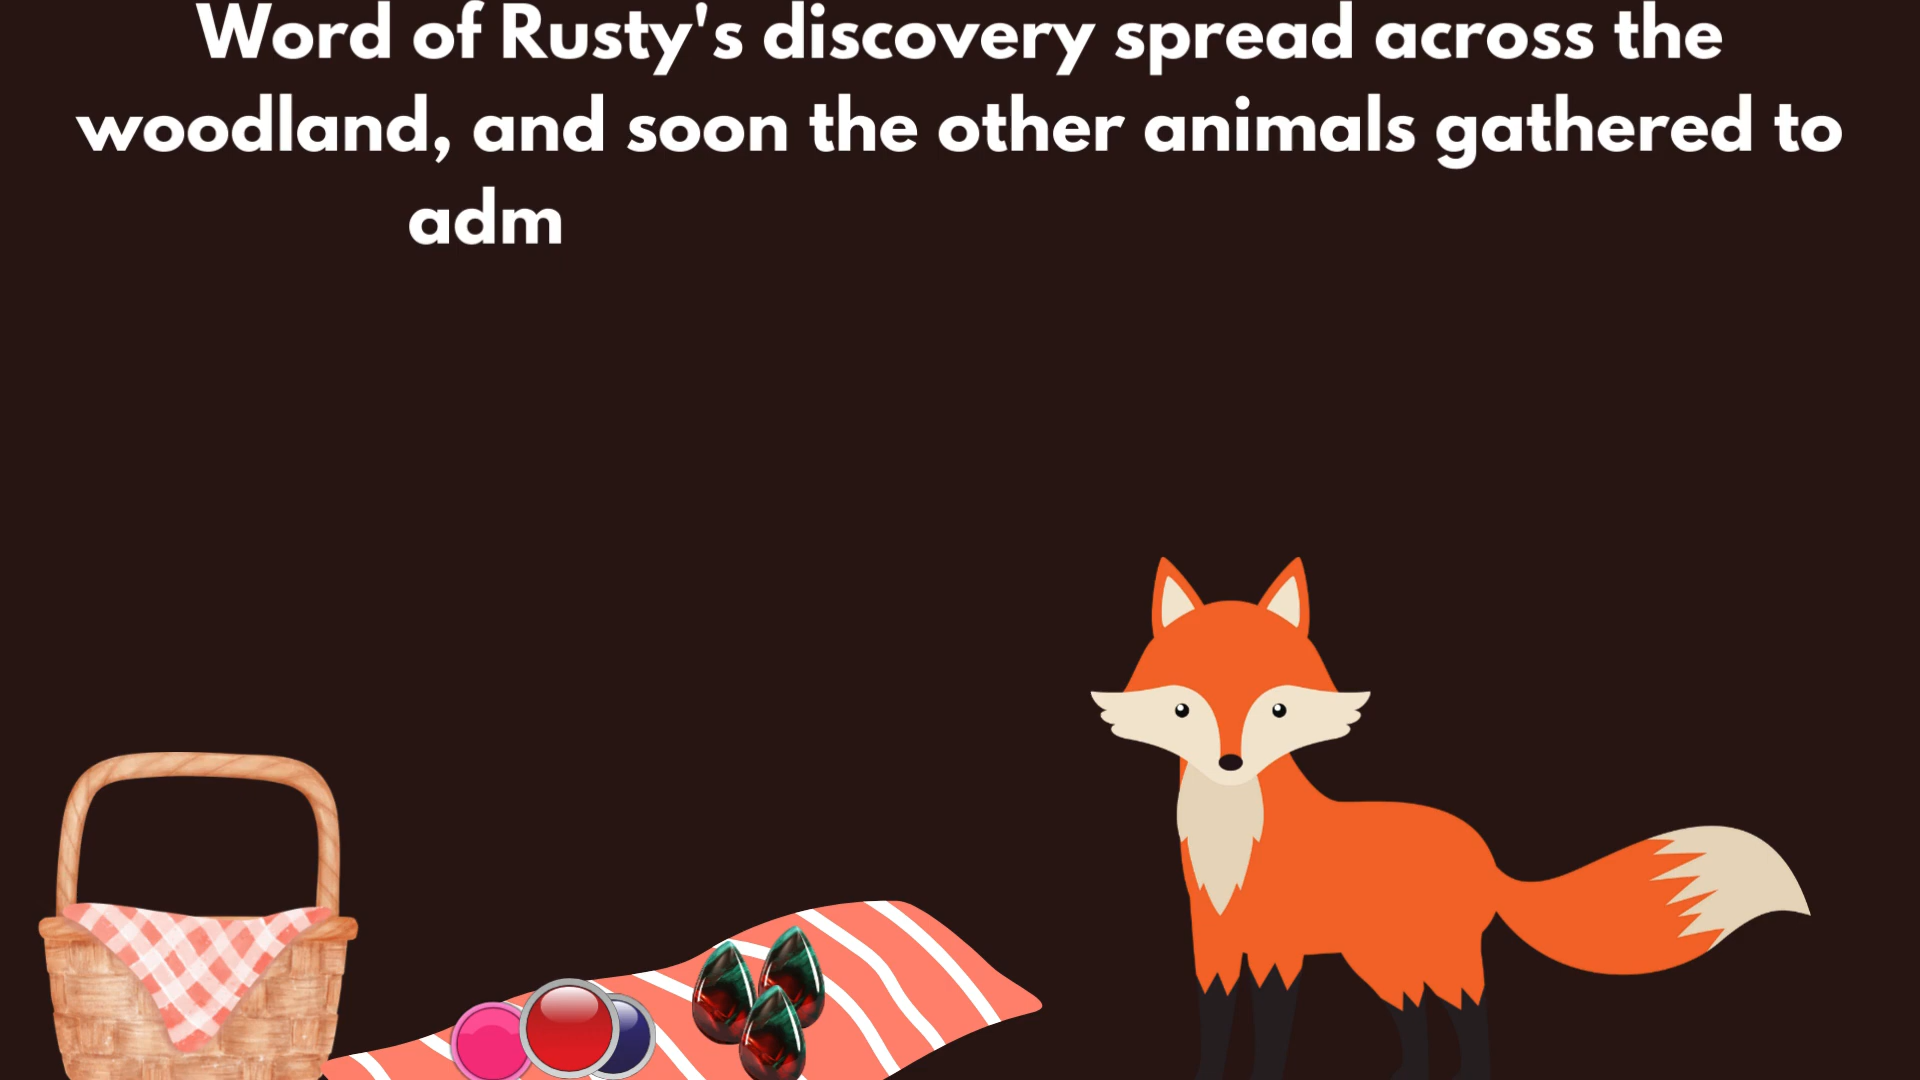 Word of Rusty's discovery spread across the
woodland, and soon the other animals gathered to
adm